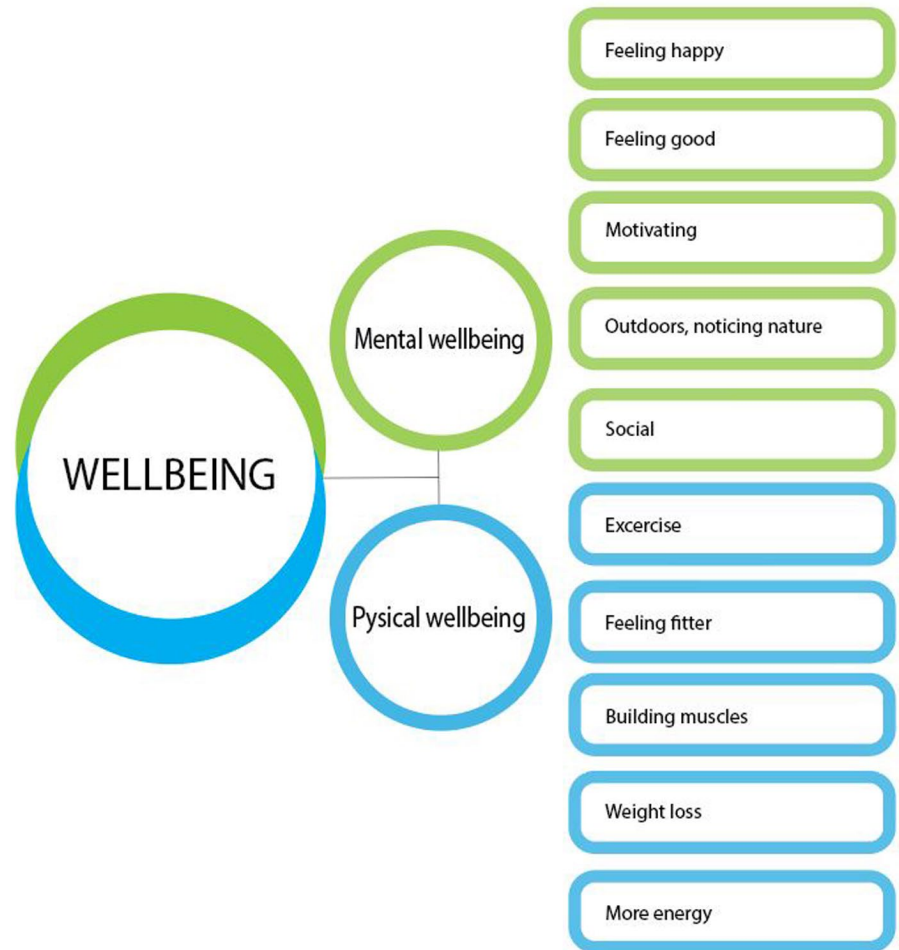 WELLBEING
Mental wellbeing
Feeling happy
Feeling good
Motivating
Outdoors, noticing nature
Social
Pysical wellbeing
Excercise
Feeling fitter
Building muscles
Weight loss
More energy